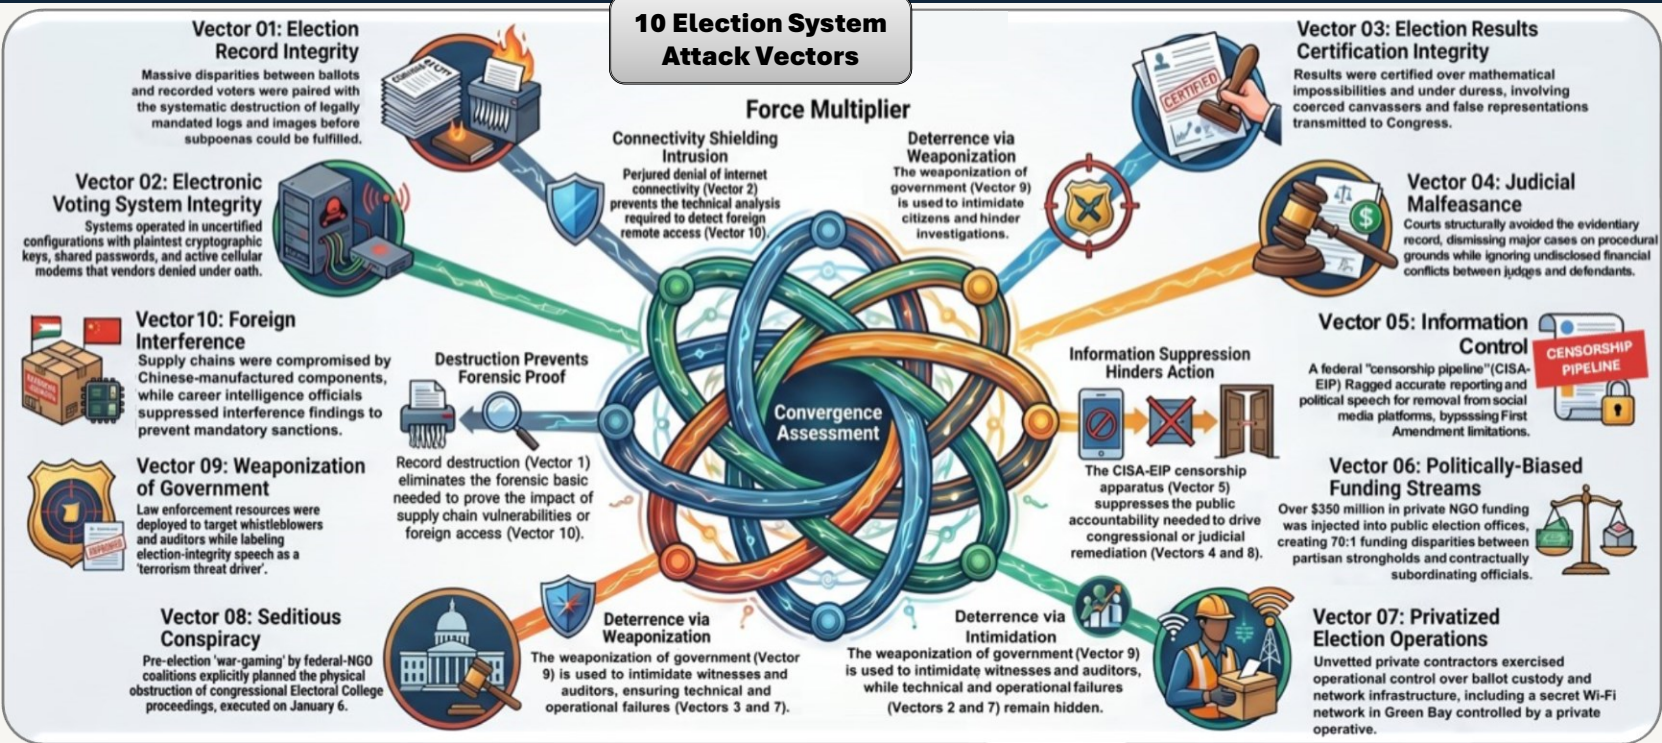 10 Election System
Attack Vectors
Vector 01: Election
Record Integrity
Massive disparities between ballots
and recorded voters were paired with
the systematic destruction of legally
mandated logs and images before
subpoenas could be fulfilled.
Vector 02: Electronic
Voting System Integrity
Systems operated in uncertified
configurations with plaintest cryptographic
keys, shared passwords, and active cellular
modems that vendors denied under oath.
Vector 10: Foreign
Interference
Supply chains were compromised by
Chinese-manufactured components,
while career intelligence officials
suppressed interference findings to
prevent mandatory sanctions.
Vector 09: Weaponization
of Government
Law enforcement resources were
deployed to target whistleblowers
and auditors while labeling
election-integrity speech as a
'terrorism threat driver'.
Vector 08: Seditious
Conspiracy
Pre-election 'war-gaming' by federal-NGO
coalitions explicitly planned the physical
obstruction of congressional Electoral College
proceedings, executed on January 6.
Force Multiplier
Connectivity Shielding
Intrusion
Perjured denial of internet
connectivity (Vector 2)
prevents the technical analysis
required to detect foreign
remote access (Vector 10).
Deterrence via
Weaponization
The weaponization of
government (Vector 9)
is used to intimidate
citizens and hinder
investigations.
Destruction Prevents
Forensic Proof
Record destruction (Vector 1)
eliminates the forensic basic
needed to prove the impact of
supply chain vulnerabilities or
foreign access (Vector 10).
Convergence
Assessment
Information Suppression
Hinders Action
The CISA-EIP censorship
apparatus (Vector 5)
suppresses the public
accountability needed to drive
congressional or judicial
remediation (Vectors 4 and 8).
Deterrence via
Weaponization
The weaponization of government (Vector
9) is used to intimidate witnesses and
auditors, ensuring technical and
operational failures (Vectors 3 and 7).
Deterrence via
Intimidation
The weaponization of government (Vector 9)
is used to intimidate witnesses and auditors,
while technical and operational failures
(Vectors 2 and 7) remain hidden.
CERTIFIED
Vector 03: Election Results
Certification Integrity
Results were certified over mathematical
impossibilities and under duress, involving
coerced canvassers and false representations
transmitted to Congress.
$
Vector 04: Judicial
Malfeasance
Courts structurally avoided the evidentiary
record, dismissing major cases on procedural
grounds while ignoring undisclosed financial
conflicts between judges and defendants.
Vector 05: Information
Control
A federal "censorship pipeline" (CISA-
EIP) Ragged accurate reporting and
political speech for removal from social
media platforms, bypsssing First
Amendment limitations.
CENSORSHIP
PIPELINE
Vector 06: Politically-Biased
Funding Streams
Over $350 million in private NGO funding
was injected into public election offices,
creating 70:1 funding disparities between
partisan strongholds and contractually
subordinating officials.
Vector 07: Privatized
Election Operations
Unvetted private contractors exercised
operational control over ballot custody and
network infrastructure, including a secret Wi-Fi
network in Green Bay controlled by a private
operative.